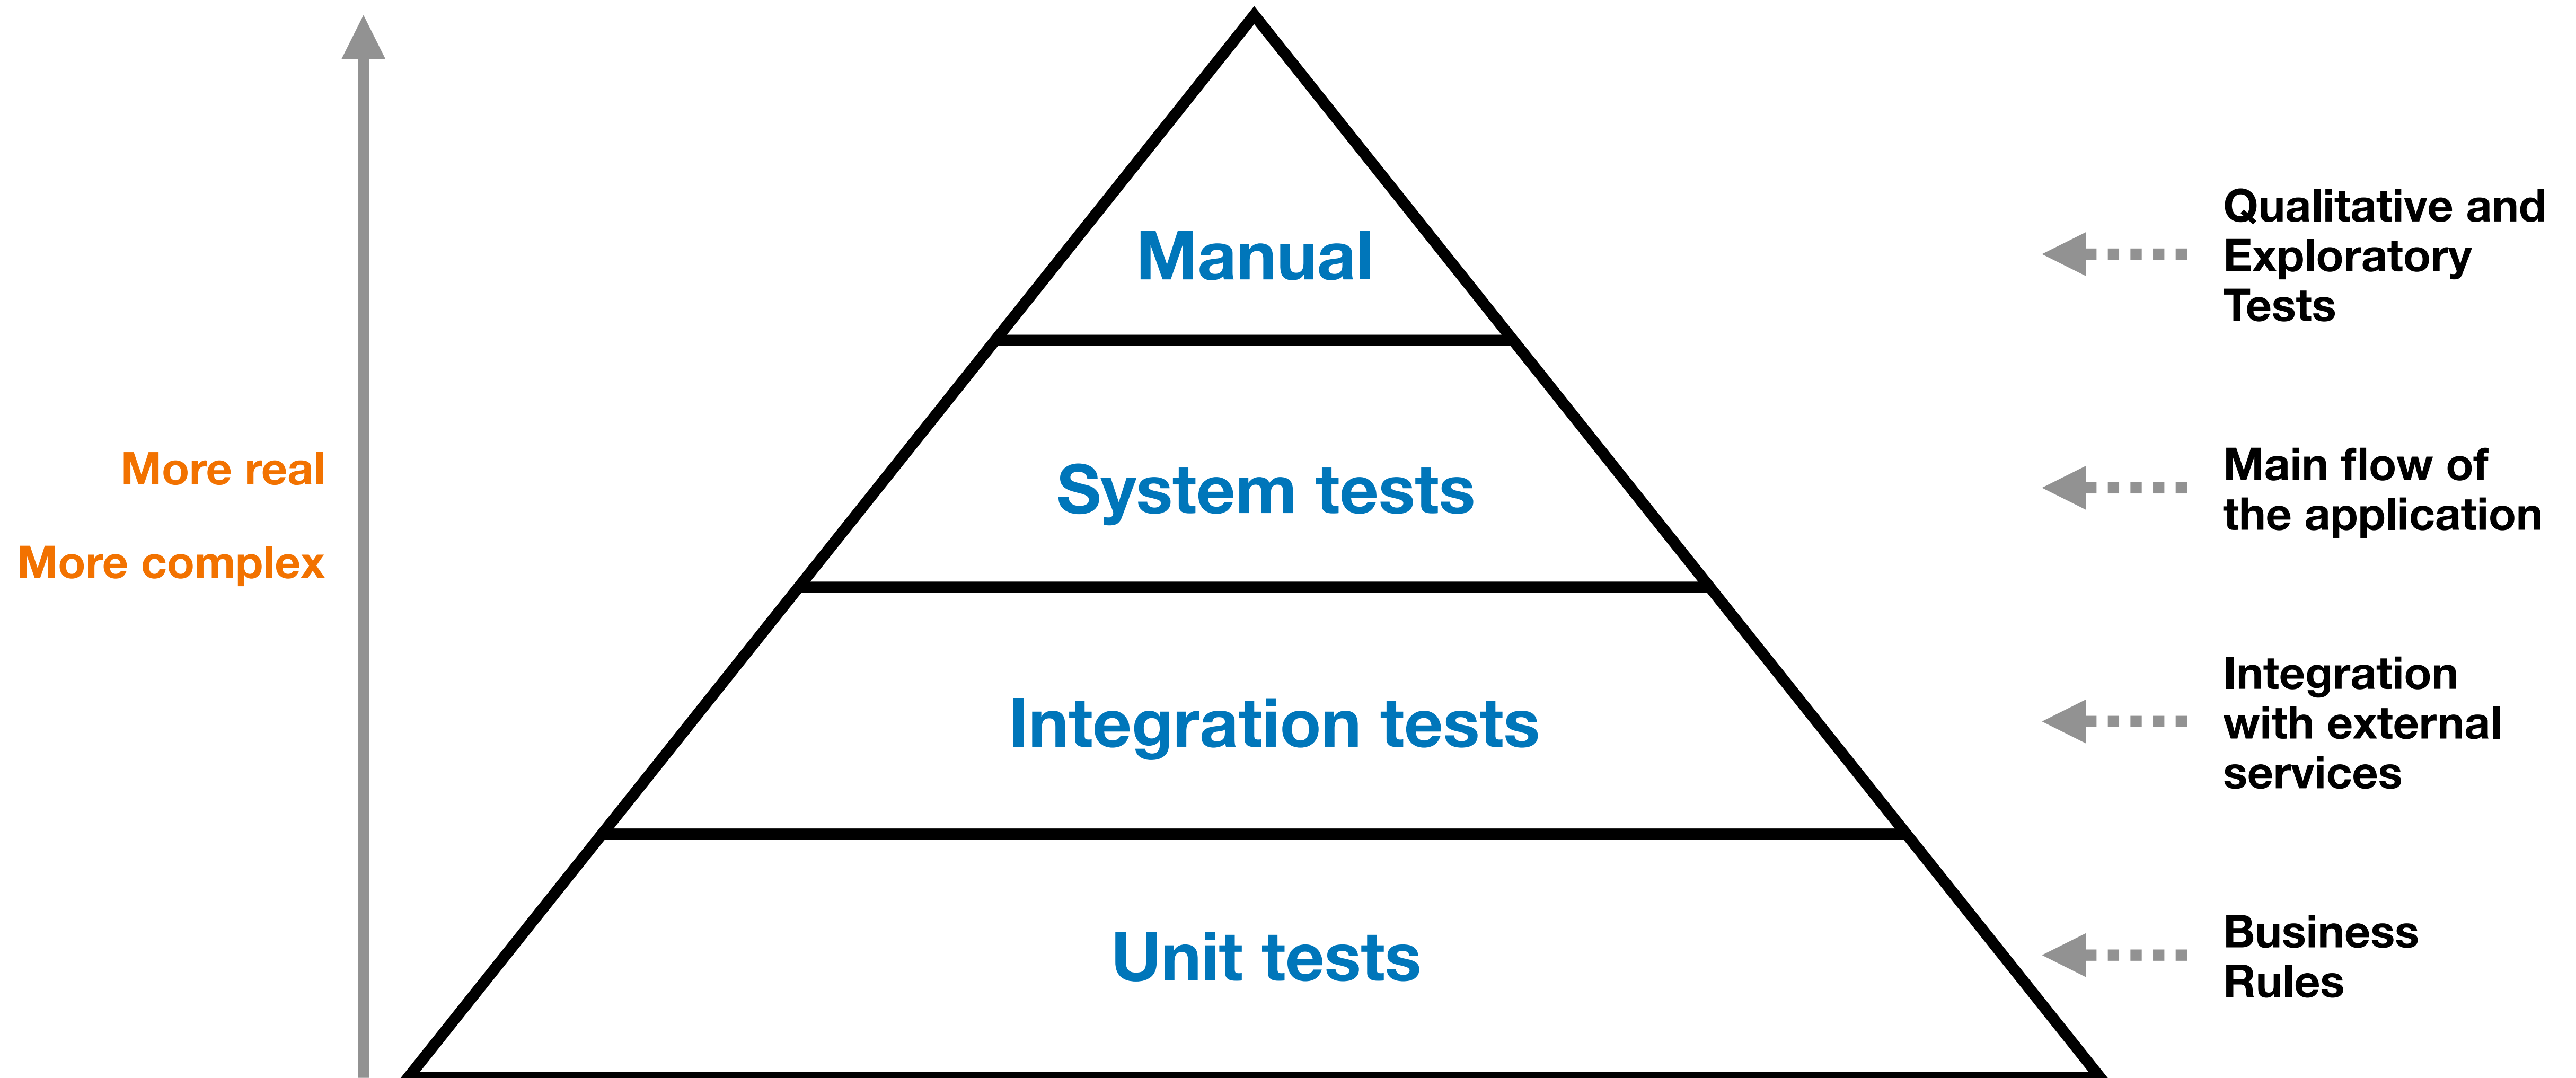 Manual
Qualitative and
Exploratory
Tests
More real
More complex
System tests
Main flow of
the application
Integration tests
Integration
with external
services
Unit tests
Business
Rules